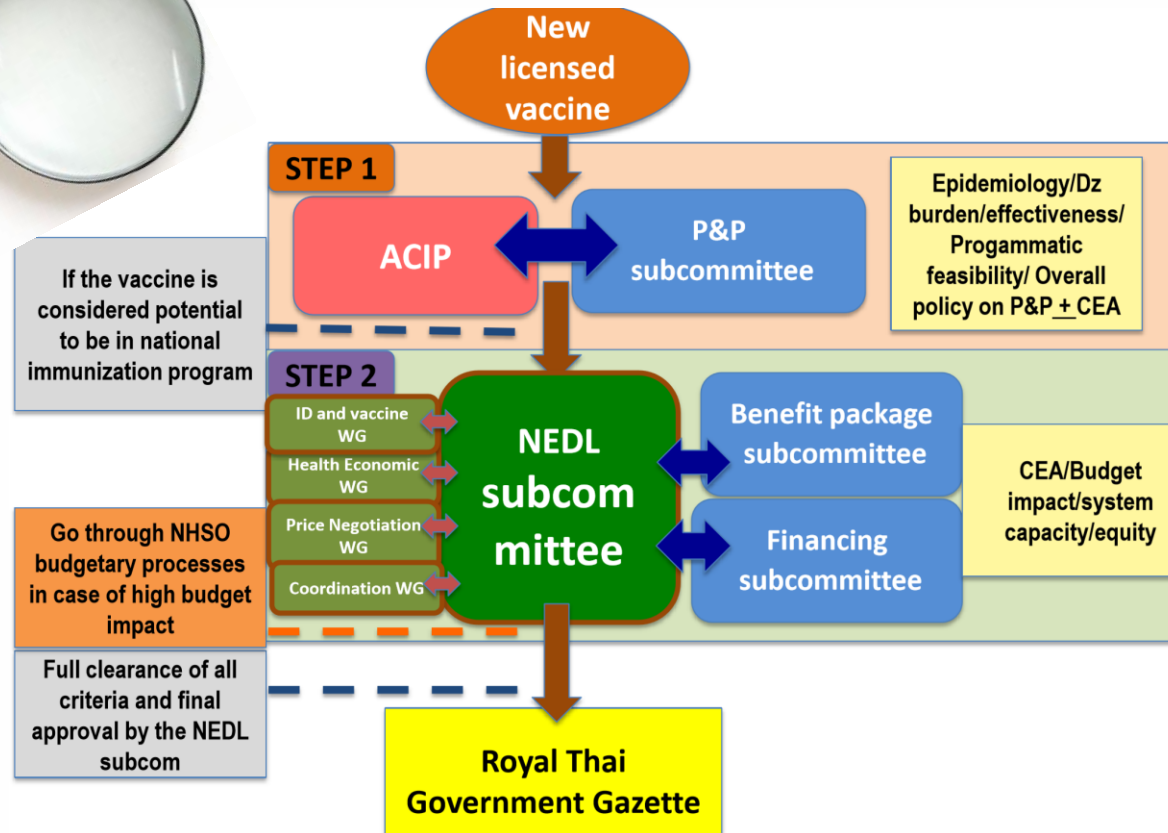 New
licensed
vaccine
STEP 1
ACIP
P&P
subcommittee
Epidemiology/Dz
burden/effectiveness/
Progammatic
feasibility/ Overall
policy on P&P + CEA
If the vaccine is
considered potential
to be in national
immunization program
STEP 2
ID and vaccine
WG
Health Economic
WG
Price Negotiation
WG
Coordination WG
NEDL
subcom
mittee
Benefit package
subcommittee
Financing
subcommittee
CEA/Budget
impact/system
capacity/equity
Go through NHSO
budgetary processes
in case of high budget
impact
Full clearance of all
criteria and final
approval by the NEDL
subcom
Royal Thai
Government Gazette